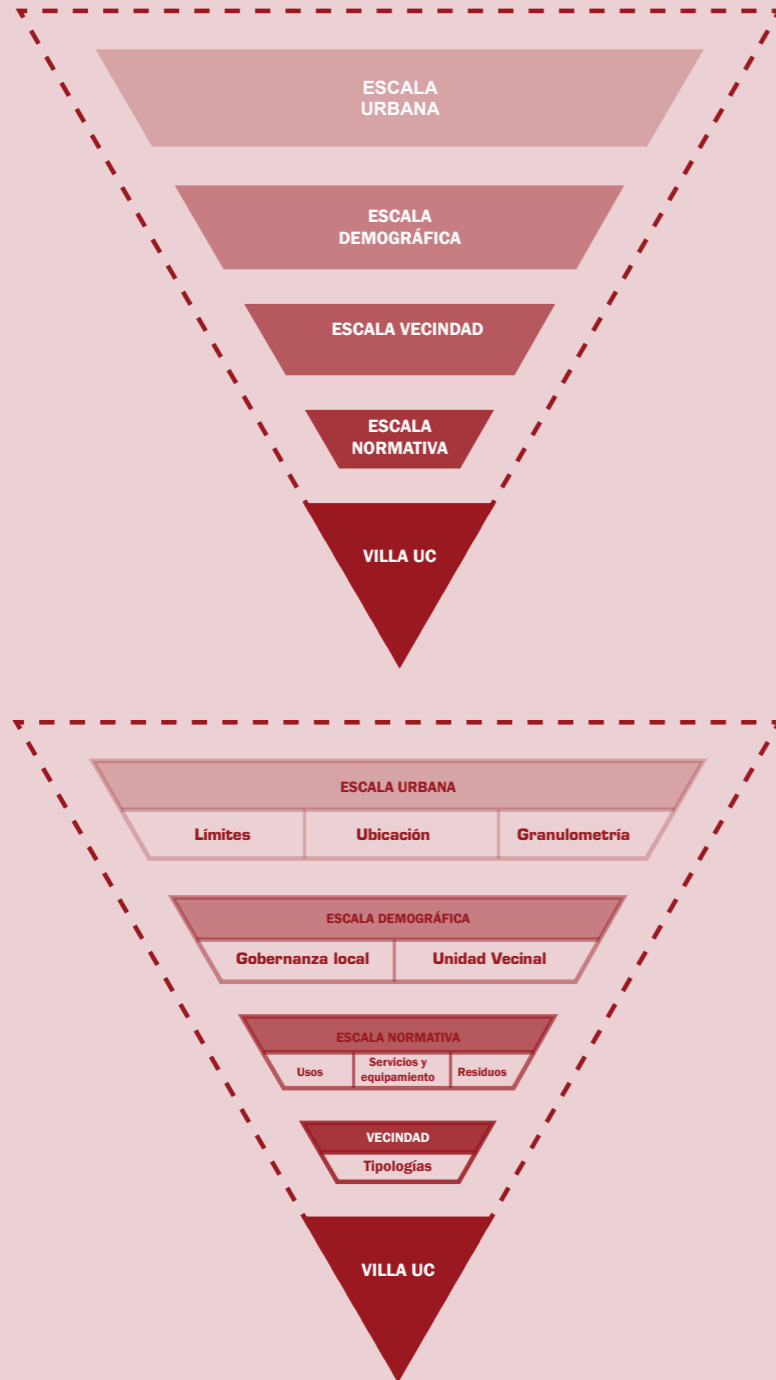 ESCALA
URBANA
ESCALA
DEMOGRÁFICA
ESCALA VECINDAD
ESCALA
NORMATIVA
VILLA UC
ESCALA URBANA
Límites
Ubicación
Granulometría
ESCALA DEMOGRÁFICA
Gobernanza local
Unidad Vecinal
ESCALA NORMATIVA
Usos
Servicios y
equipamiento
Residuos
VECINDAD
Tipologías
VILLA UC